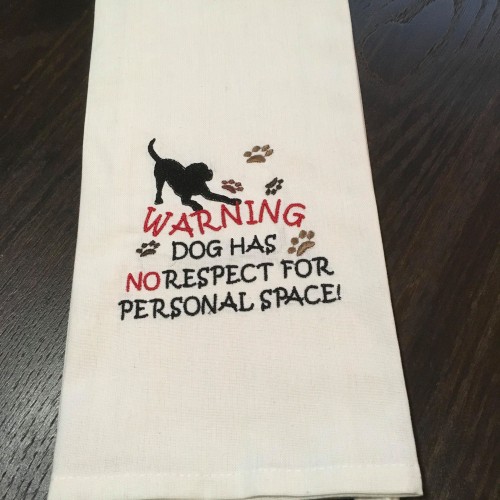 WARNING
DOG HAS
NO RESPECT FOR
PERSONAL SPACE!